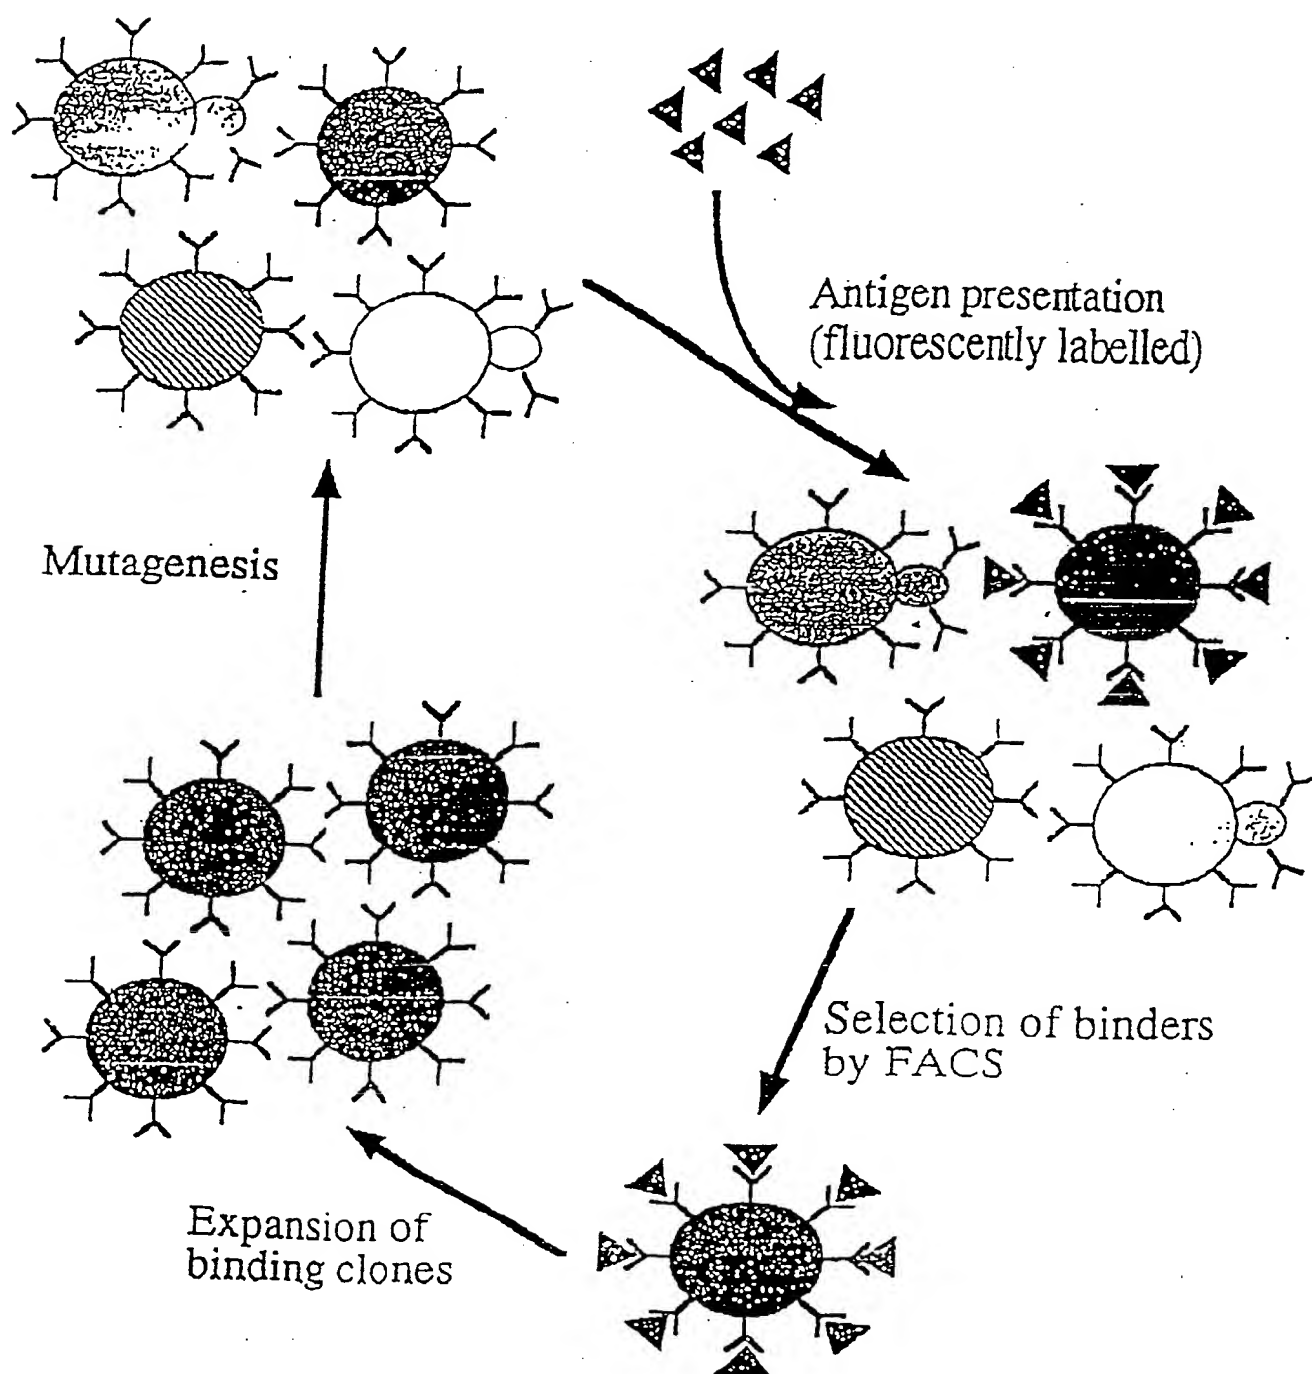 Antigen presentation
(fluorescently labelled)
Mutagenesis
Selection of binders
by FACS
Expansion of
binding clones